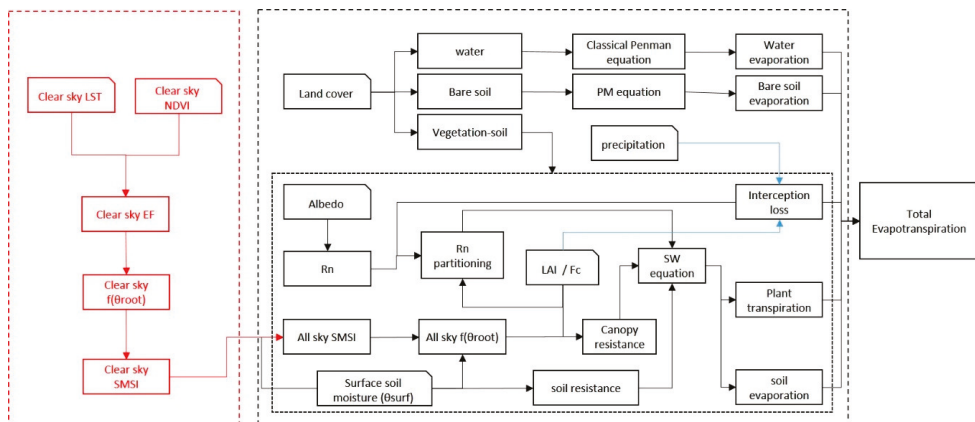 Clear sky LST
Clear sky
NDVI
Clear sky EF
Clear sky
f(θroot)
Clear sky
SMSI
Land cover
water
Classical Penman
equation
Water
evaporation
Bare soil
PM equation
Bare soil
evaporation
Vegetation-soil
precipitation
Albedo
Interception
loss
Rn
Rn
partitioning
LAI / Fc
SW
equation
Total
Evapotranspiration
Plant
transpiration
All sky SMSI
All sky f(θroot)
Canopy
resistance
Surface soil
moisture (θsurf)
soil resistance
soil
evaporation